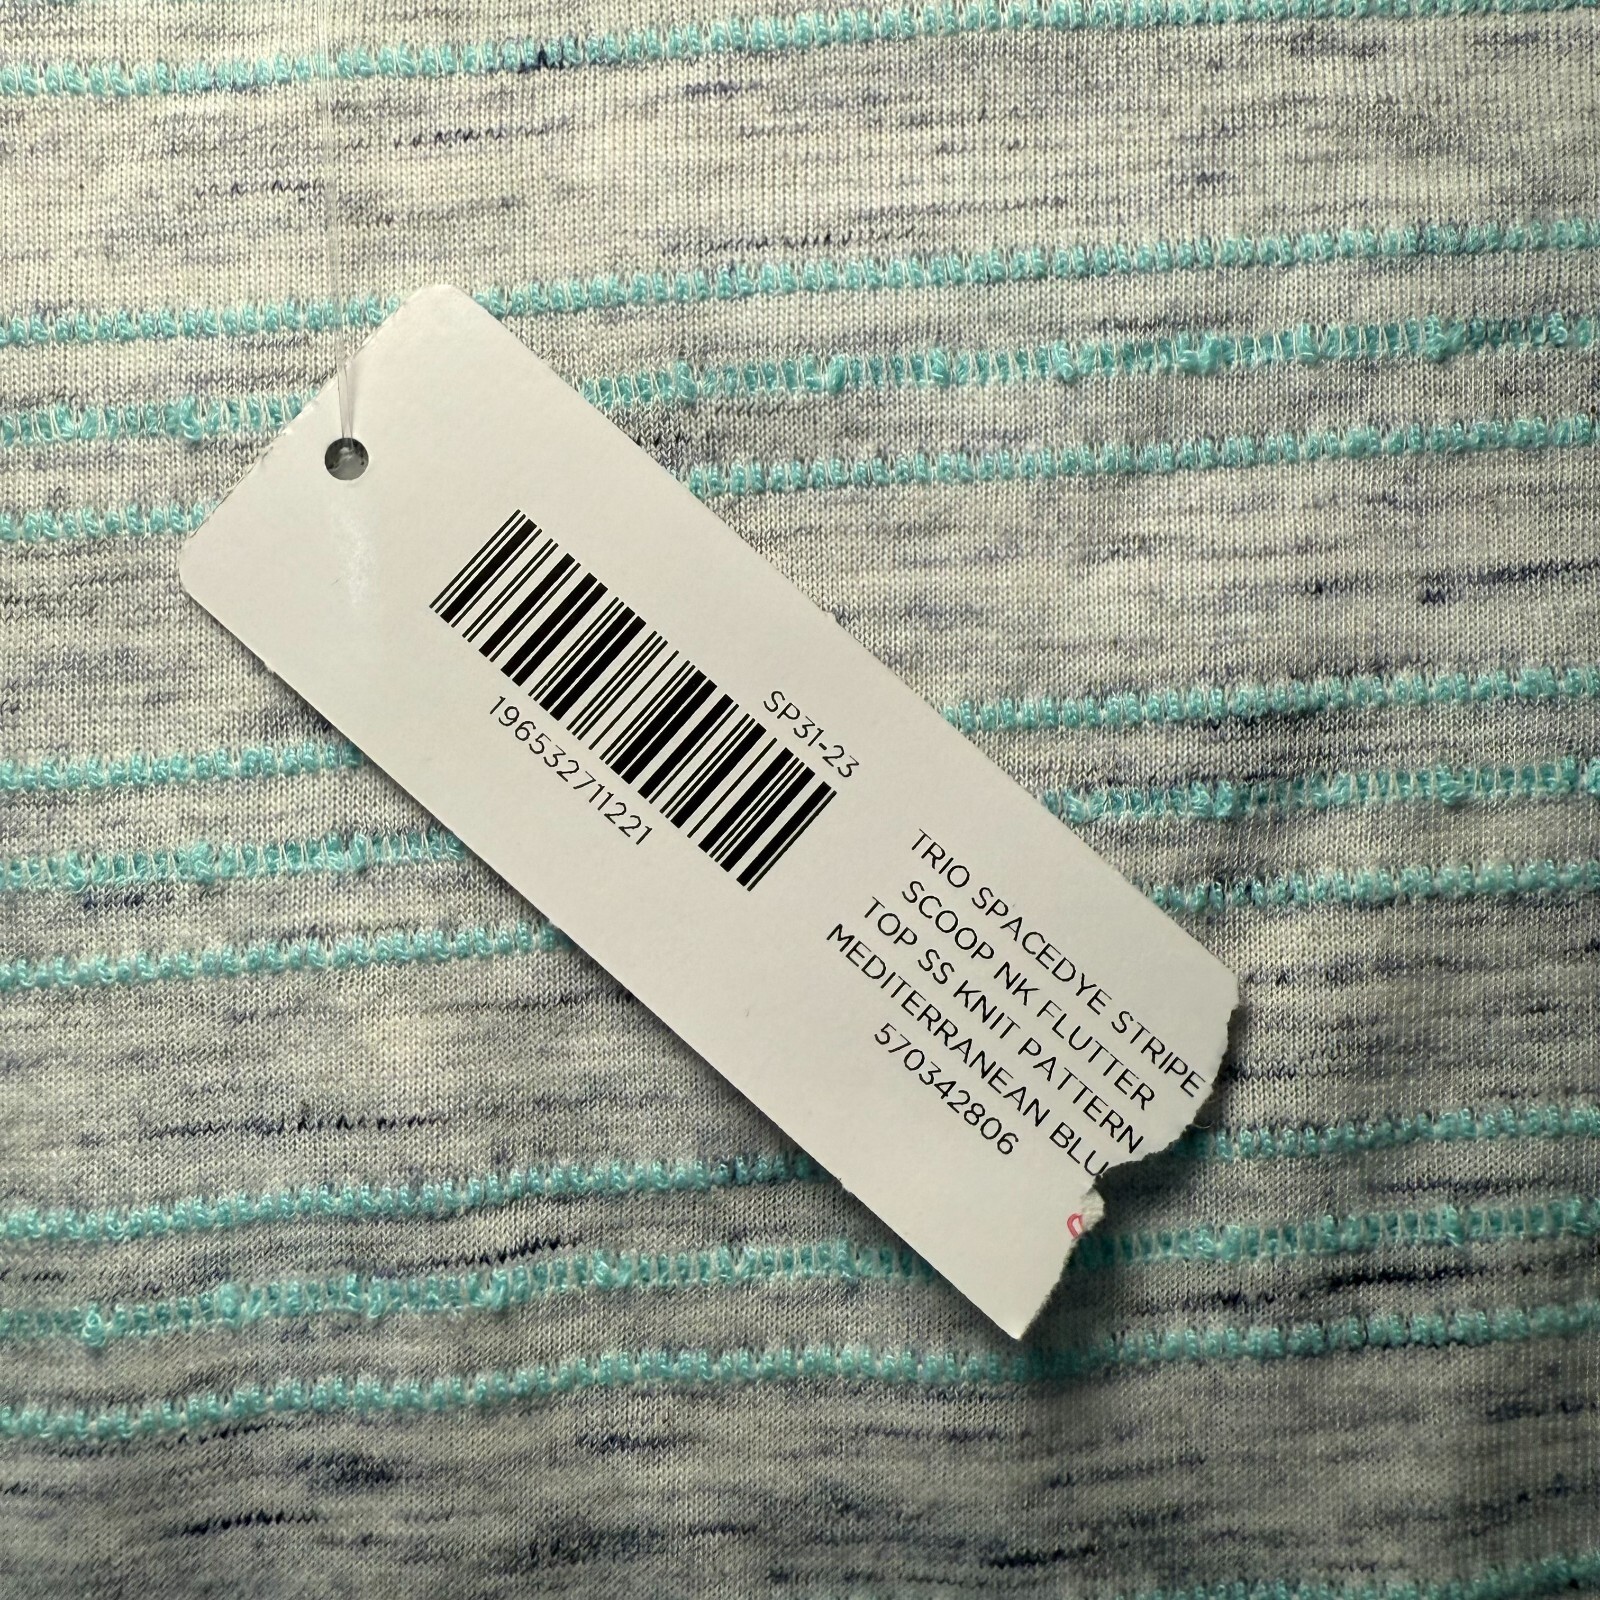 SP31-23
196532711221
TRIO SPACEDYE STRIPE
SCOOP NK FLUTTER
TOP SS KNIT PATTERN
MEDITERRANEAN BLU
570342806